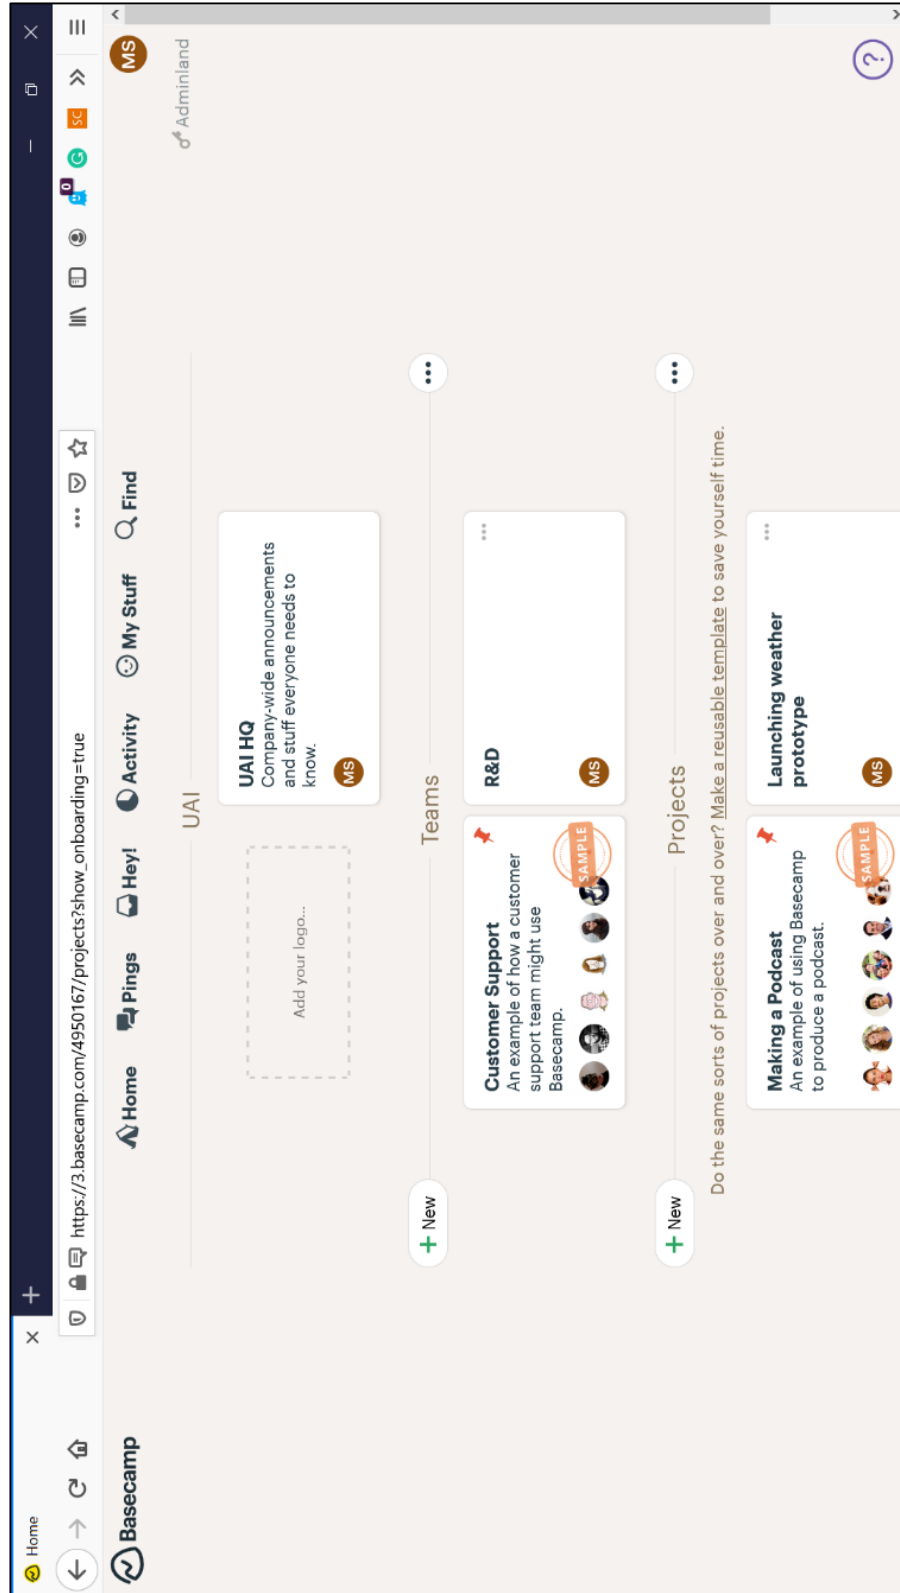 Home
https://3.basecamp.com/4950167/projects?show_onboarding=true
0
SC
G
Basecamp
Home
Pings
Hey!
Activity
My Stuff
Find
MS
Adminland
UAI
Add your logo...
UAI HQ
Company-wide announcements
and stuff everyone needs to
know.
MS
+ New
Teams
Customer Support
An example of how a customer
support team might use
Basecamp.
SAMPLE
R&D
MS
+ New
Projects
Do the same sorts of projects over and over? Make a reusable template to save yourself time.
Making a Podcast
An example of using Basecamp
to produce a podcast.
SAMPLE
Launching weather
prototype
MS
?